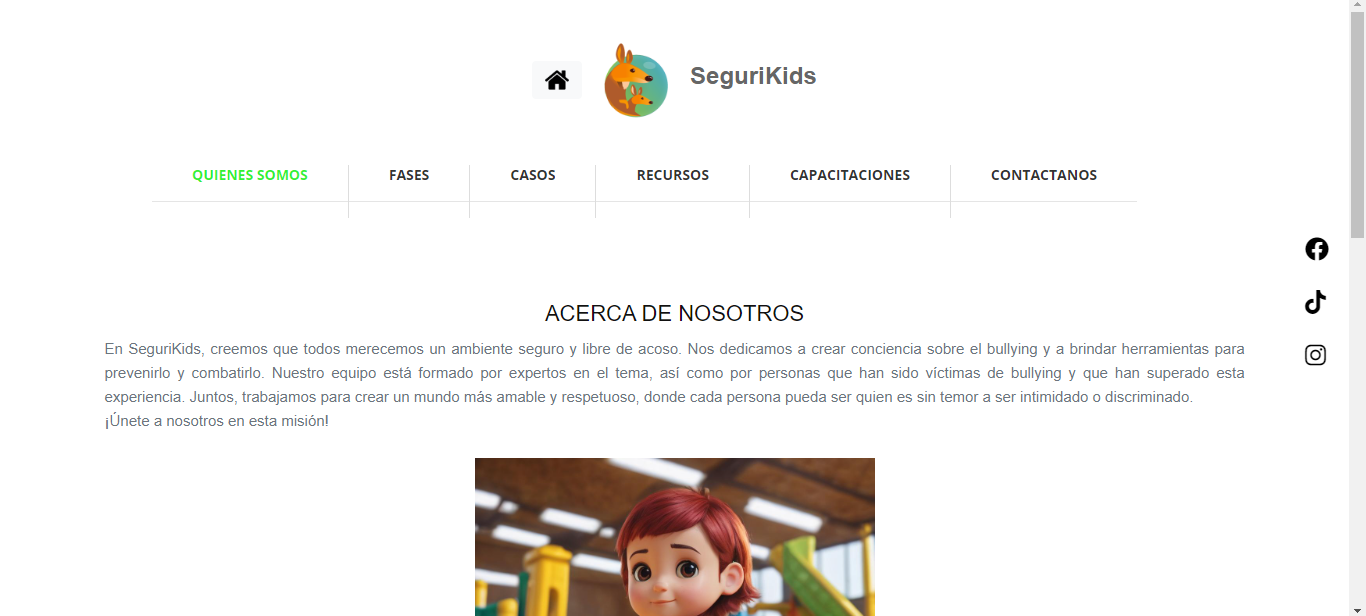 SeguriKids
QUIENES SOMOS FASES CASOS RECURSOS CAPACITACIONES CONTACTANOS
ACERCA DE NOSOTROS
En SeguriKids, creemos que todos merecemos un ambiente seguro y libre de acoso. Nos dedicamos a crear conciencia sobre el bullying y a brindar herramientas para
prevenirlo y combatirlo. Nuestro equipo está formado por expertos en el tema, así como por personas que han sido víctimas de bullying y que han superado esta
experiencia. Juntos, trabajamos para crear un mundo más amable y respetuoso, donde cada persona pueda ser quien es sin temor a ser intimidado o discriminado.
¡Únete a nosotros en esta misión!